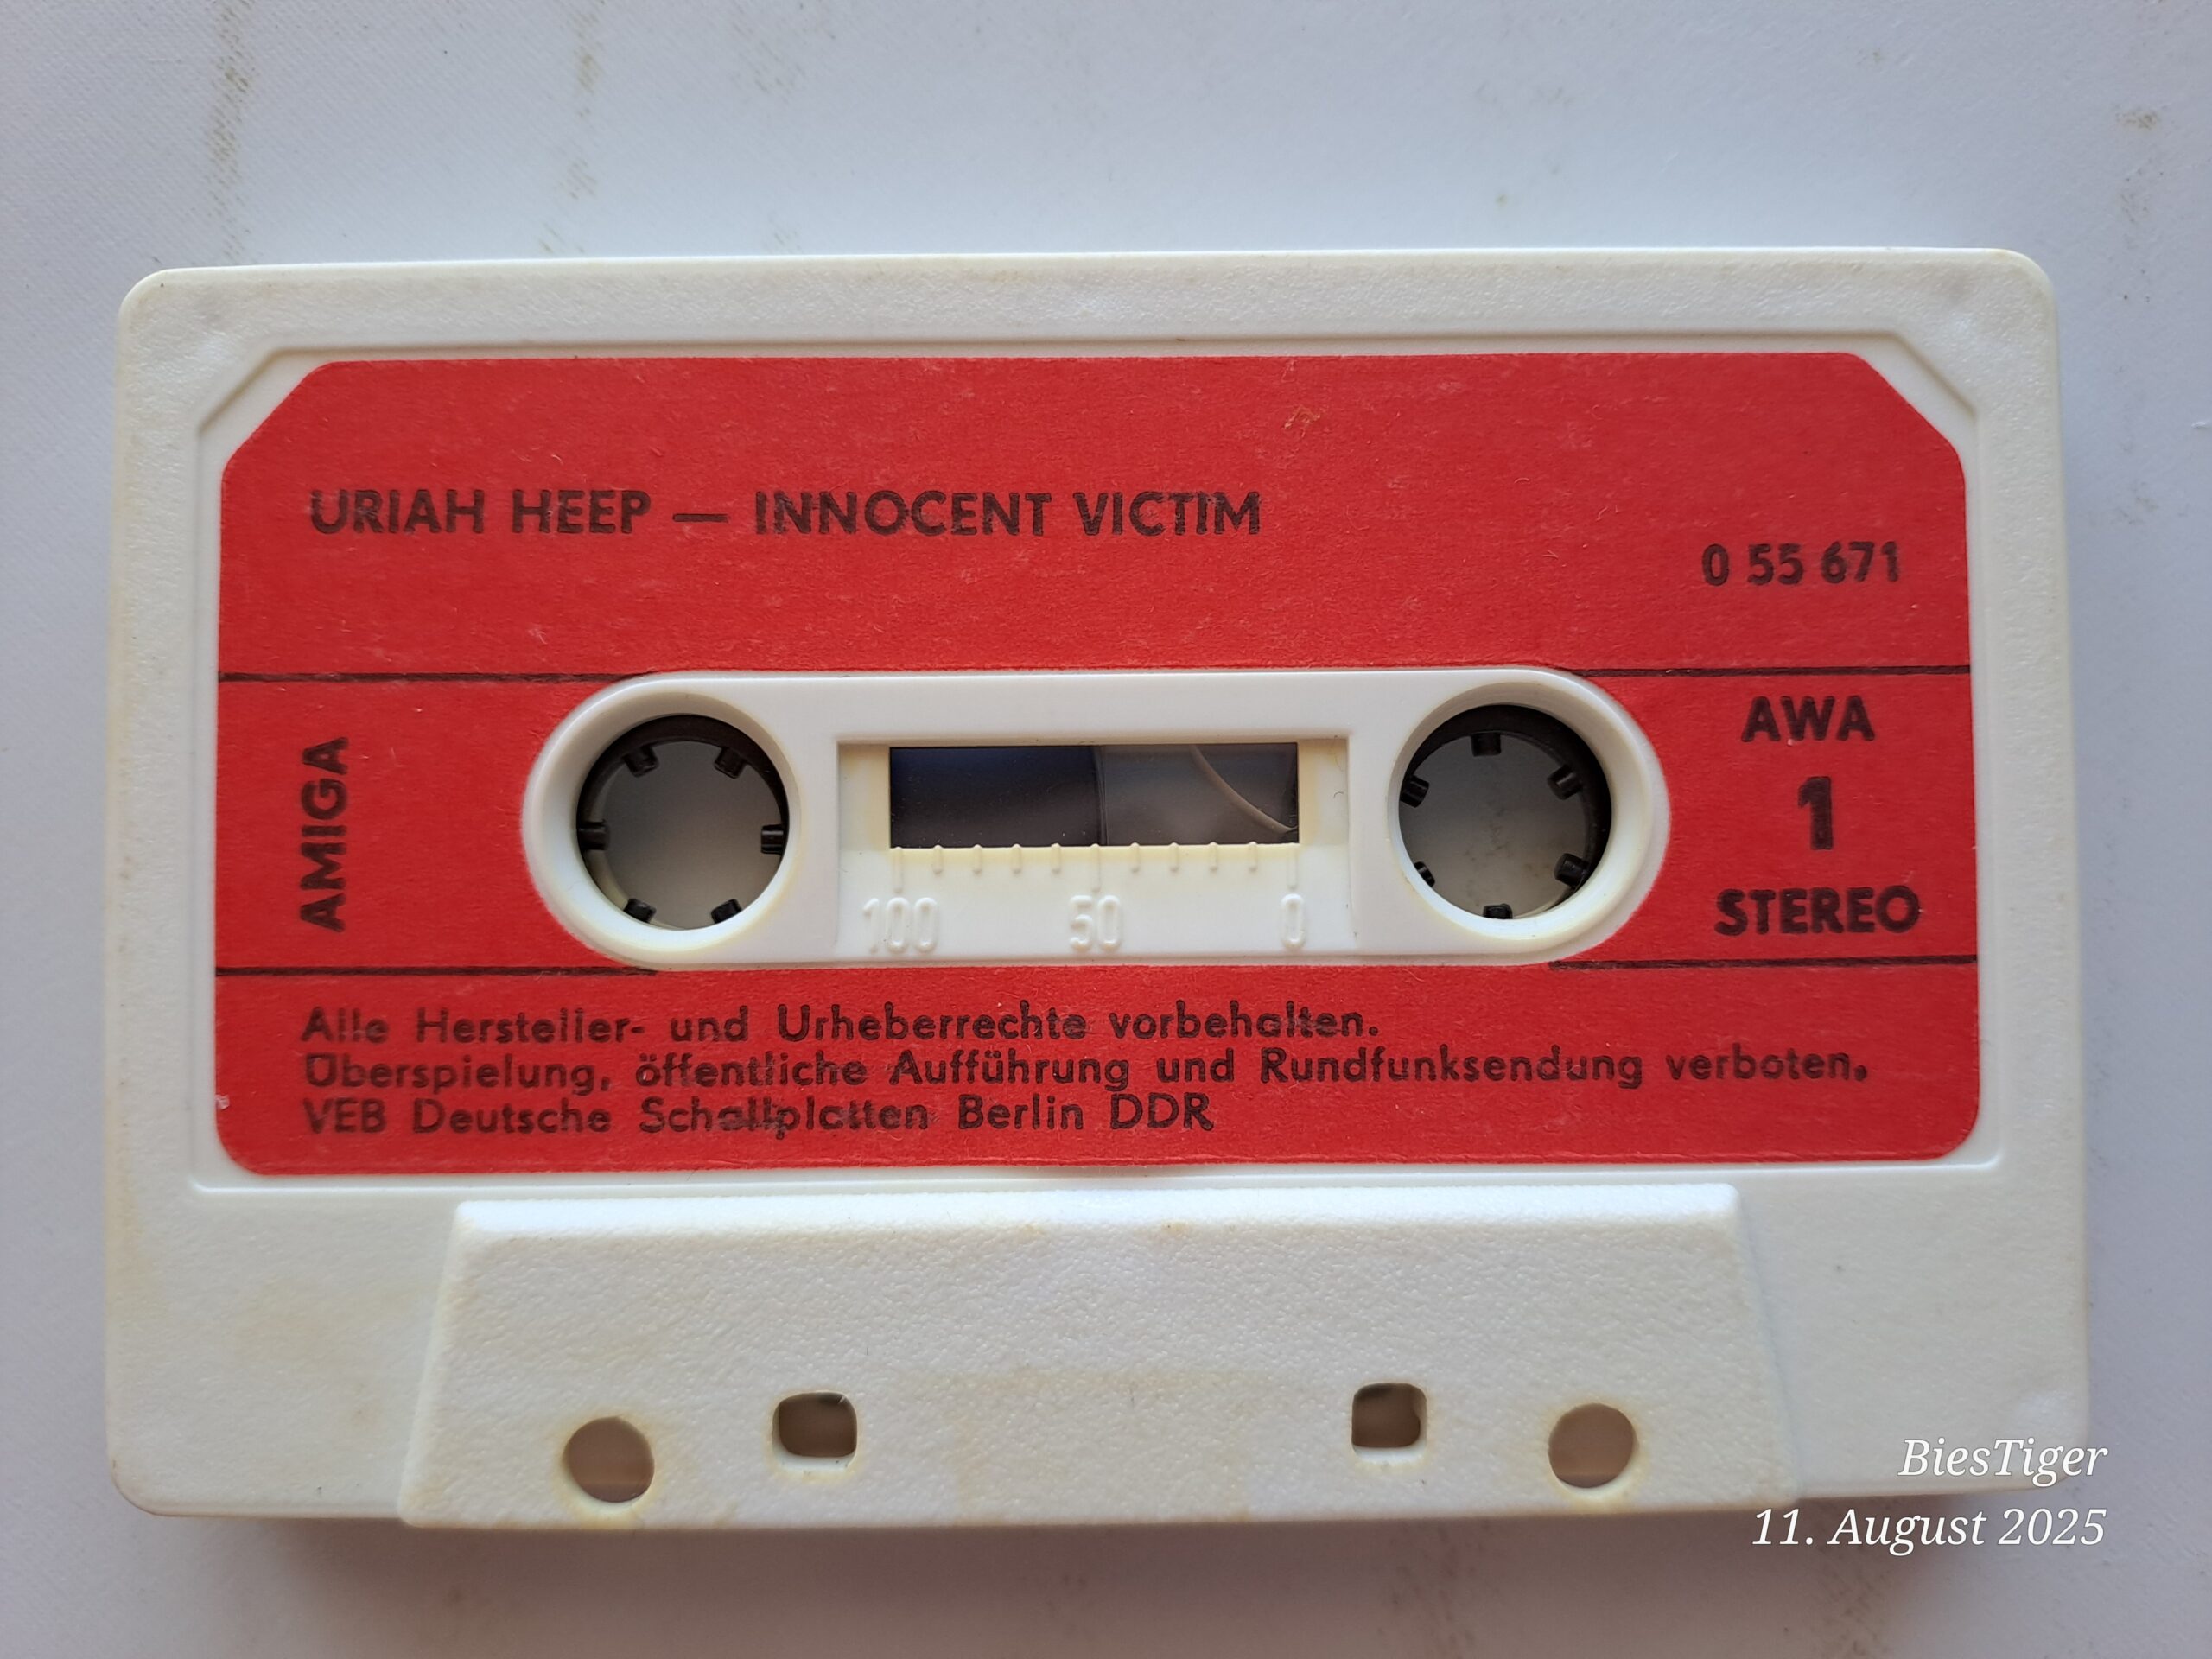 URIAH HEEP — INNOCENT VICTIM
0 55 671
AMIGA
AWA
1
STEREO
100 50 0
Alle Hersteller- und Urheberrechte vorbehalten.
Überspielung, öffentliche Aufführung und Rundfunksendung verboten.
VEB Deutsche Schallplatten Berlin DDR
BiesTiger
11. August 2025